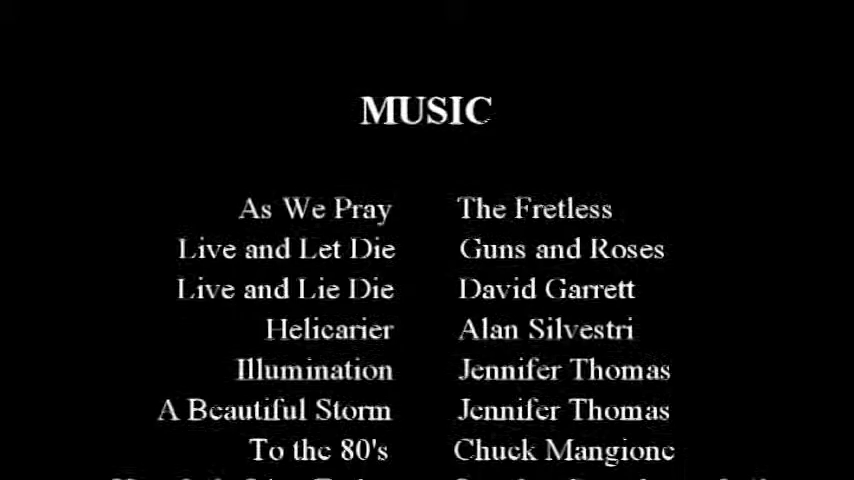 MUSIC
As We Pray The Fretless
Live and Let Die Guns and Roses
Live and Lie Die David Garrett
Helicarier Alan Silvestri
Illumination Jennifer Thomas
A Beautiful Storm Jennifer Thomas
To the 80's Chuck Mangione